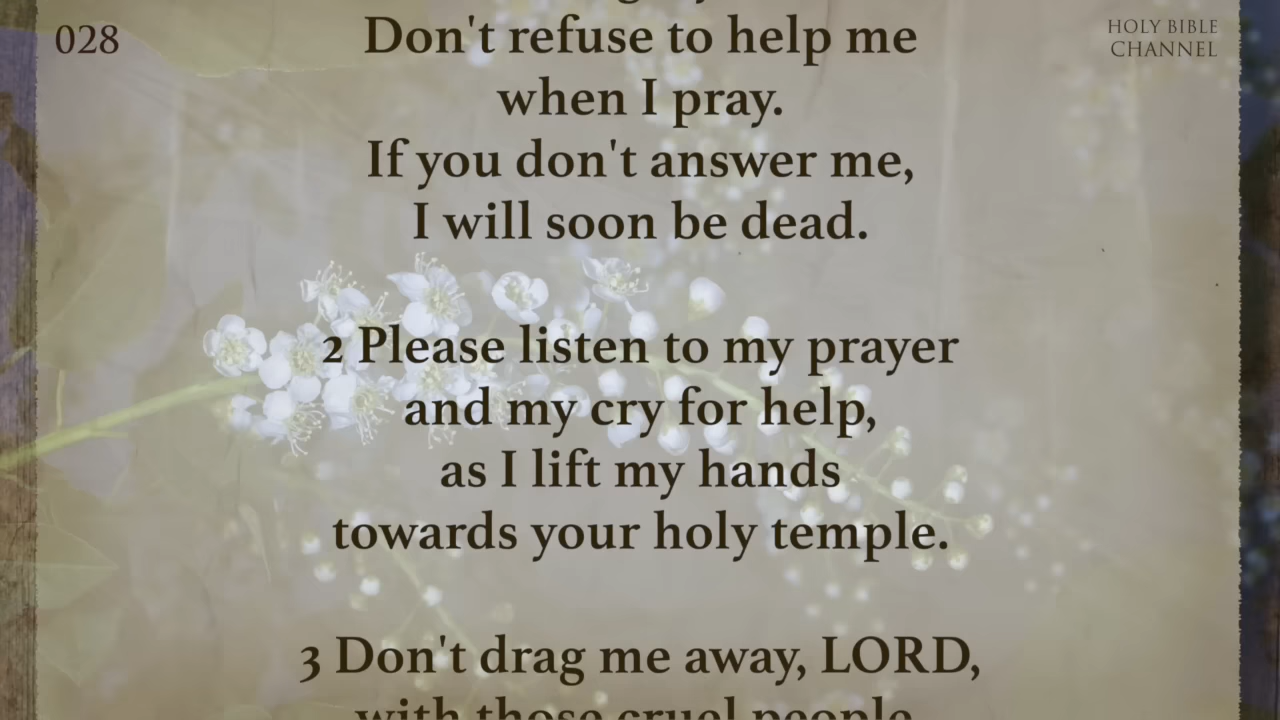 028
HOLY BIBLE
CHANNEL
Don't refuse to help me
when I pray.
If you don't answer me,
I will soon be dead.
2 Please listen to my prayer
and my cry for help,
as I lift my hands
towards your holy temple.
3 Don't drag me away, LORD,
with those cruel people